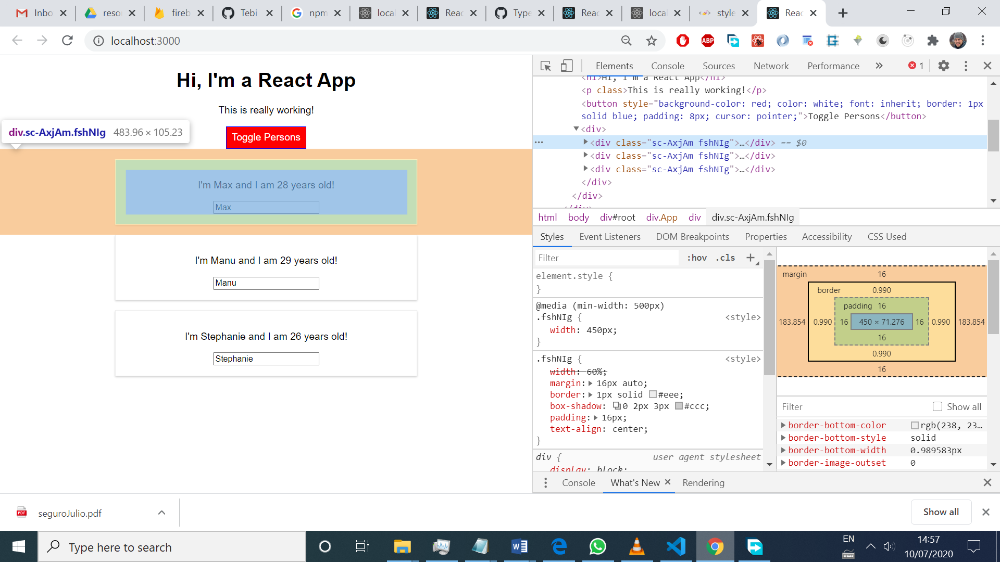 Inbo
resor
fireb
Tebi
npm
local
Reac
Type
Reac
local
style
Reac
localhost:3000
ABP
Hi, I'm a React App
This is really working!
Toggle Persons
div.sc-AxjAm.fshNIg 483.96 × 105.23
I'm Max and I am 28 years old!
Max
I'm Manu and I am 29 years old!
Manu
I'm Stephanie and I am 26 years old!
Stephanie
Elements Console Sources Network Performance » 1
<h1>Hi, I'm a React App</h1>
<p class>This is really working!</p>
<button style="background-color: red; color: white; font: inherit; border: 1px
solid blue; padding: 8px; cursor: pointer;">Toggle Persons</button>
<div>
<div class="sc-AxjAm fshNIg">…</div> == $0
<div class="sc-AxjAm fshNIg">…</div>
<div class="sc-AxjAm fshNIg">…</div>
</div>
</div>
</div>
html body div#root div.App div div.sc-AxjAm.fshNIg
Styles Event Listeners DOM Breakpoints Properties Accessibility CSS Used
Filter :hov .cls +
element.style {
}
@media (min-width: 500px)
.fshNIg { <style>
width: 450px;
}
.fshNIg { <style>
width: 60%;
margin: 16px auto;
border: 1px solid #eee;
box-shadow: 0 2px 3px #ccc;
padding: 16px;
text-align: center;
}
div { user agent stylesheet
display: block;
margin 16
border 0.990
padding 16
183.854 0.990 16 450 × 71.276 16 0.990 183.854
16
0.990
16
Filter Show all
border-bottom-color rgb(238, 23…
border-bottom-style solid
border-bottom-width 0.989583px
border-image-outset 0
Console What's New Rendering
PDF seguroJulio.pdf
Show all
Type here to search
EN
14:57
10/07/2020